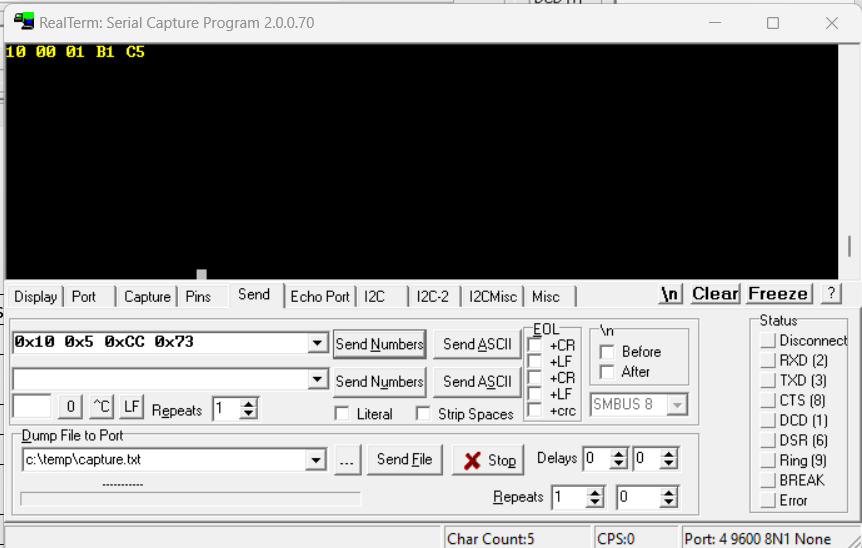 RealTerm: Serial Capture Program 2.0.0.70
10 00 01 B1 C5
Display Port Capture Pins Send Echo Port I2C I2C-2 I2CMisc Misc \n Clear Freeze ?
0x10 0x5 0xCC 0x73
Send Numbers
Send ASCII
EOL
+CR
+LF
+CR
+LF
+crc
\n
Before
After
Send Numbers
Send ASCII
0 ^C LF Repeats 1
Literal
Strip Spaces
SMBUS 8
Dump File to Port
c:\temp\capture.txt
...
Send File
Stop
Delays 0 0
Repeats 1 0
Status
Disconnect
RXD (2)
TXD (3)
CTS (8)
DCD (1)
DSR (6)
Ring (9)
BREAK
Error
Char Count:5 CPS:0 Port: 4 9600 8N1 None